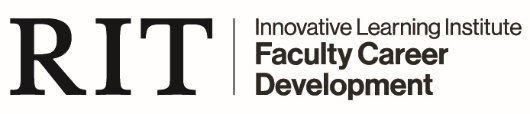 RIT
Innovative Learning Institute
Faculty Career
Development